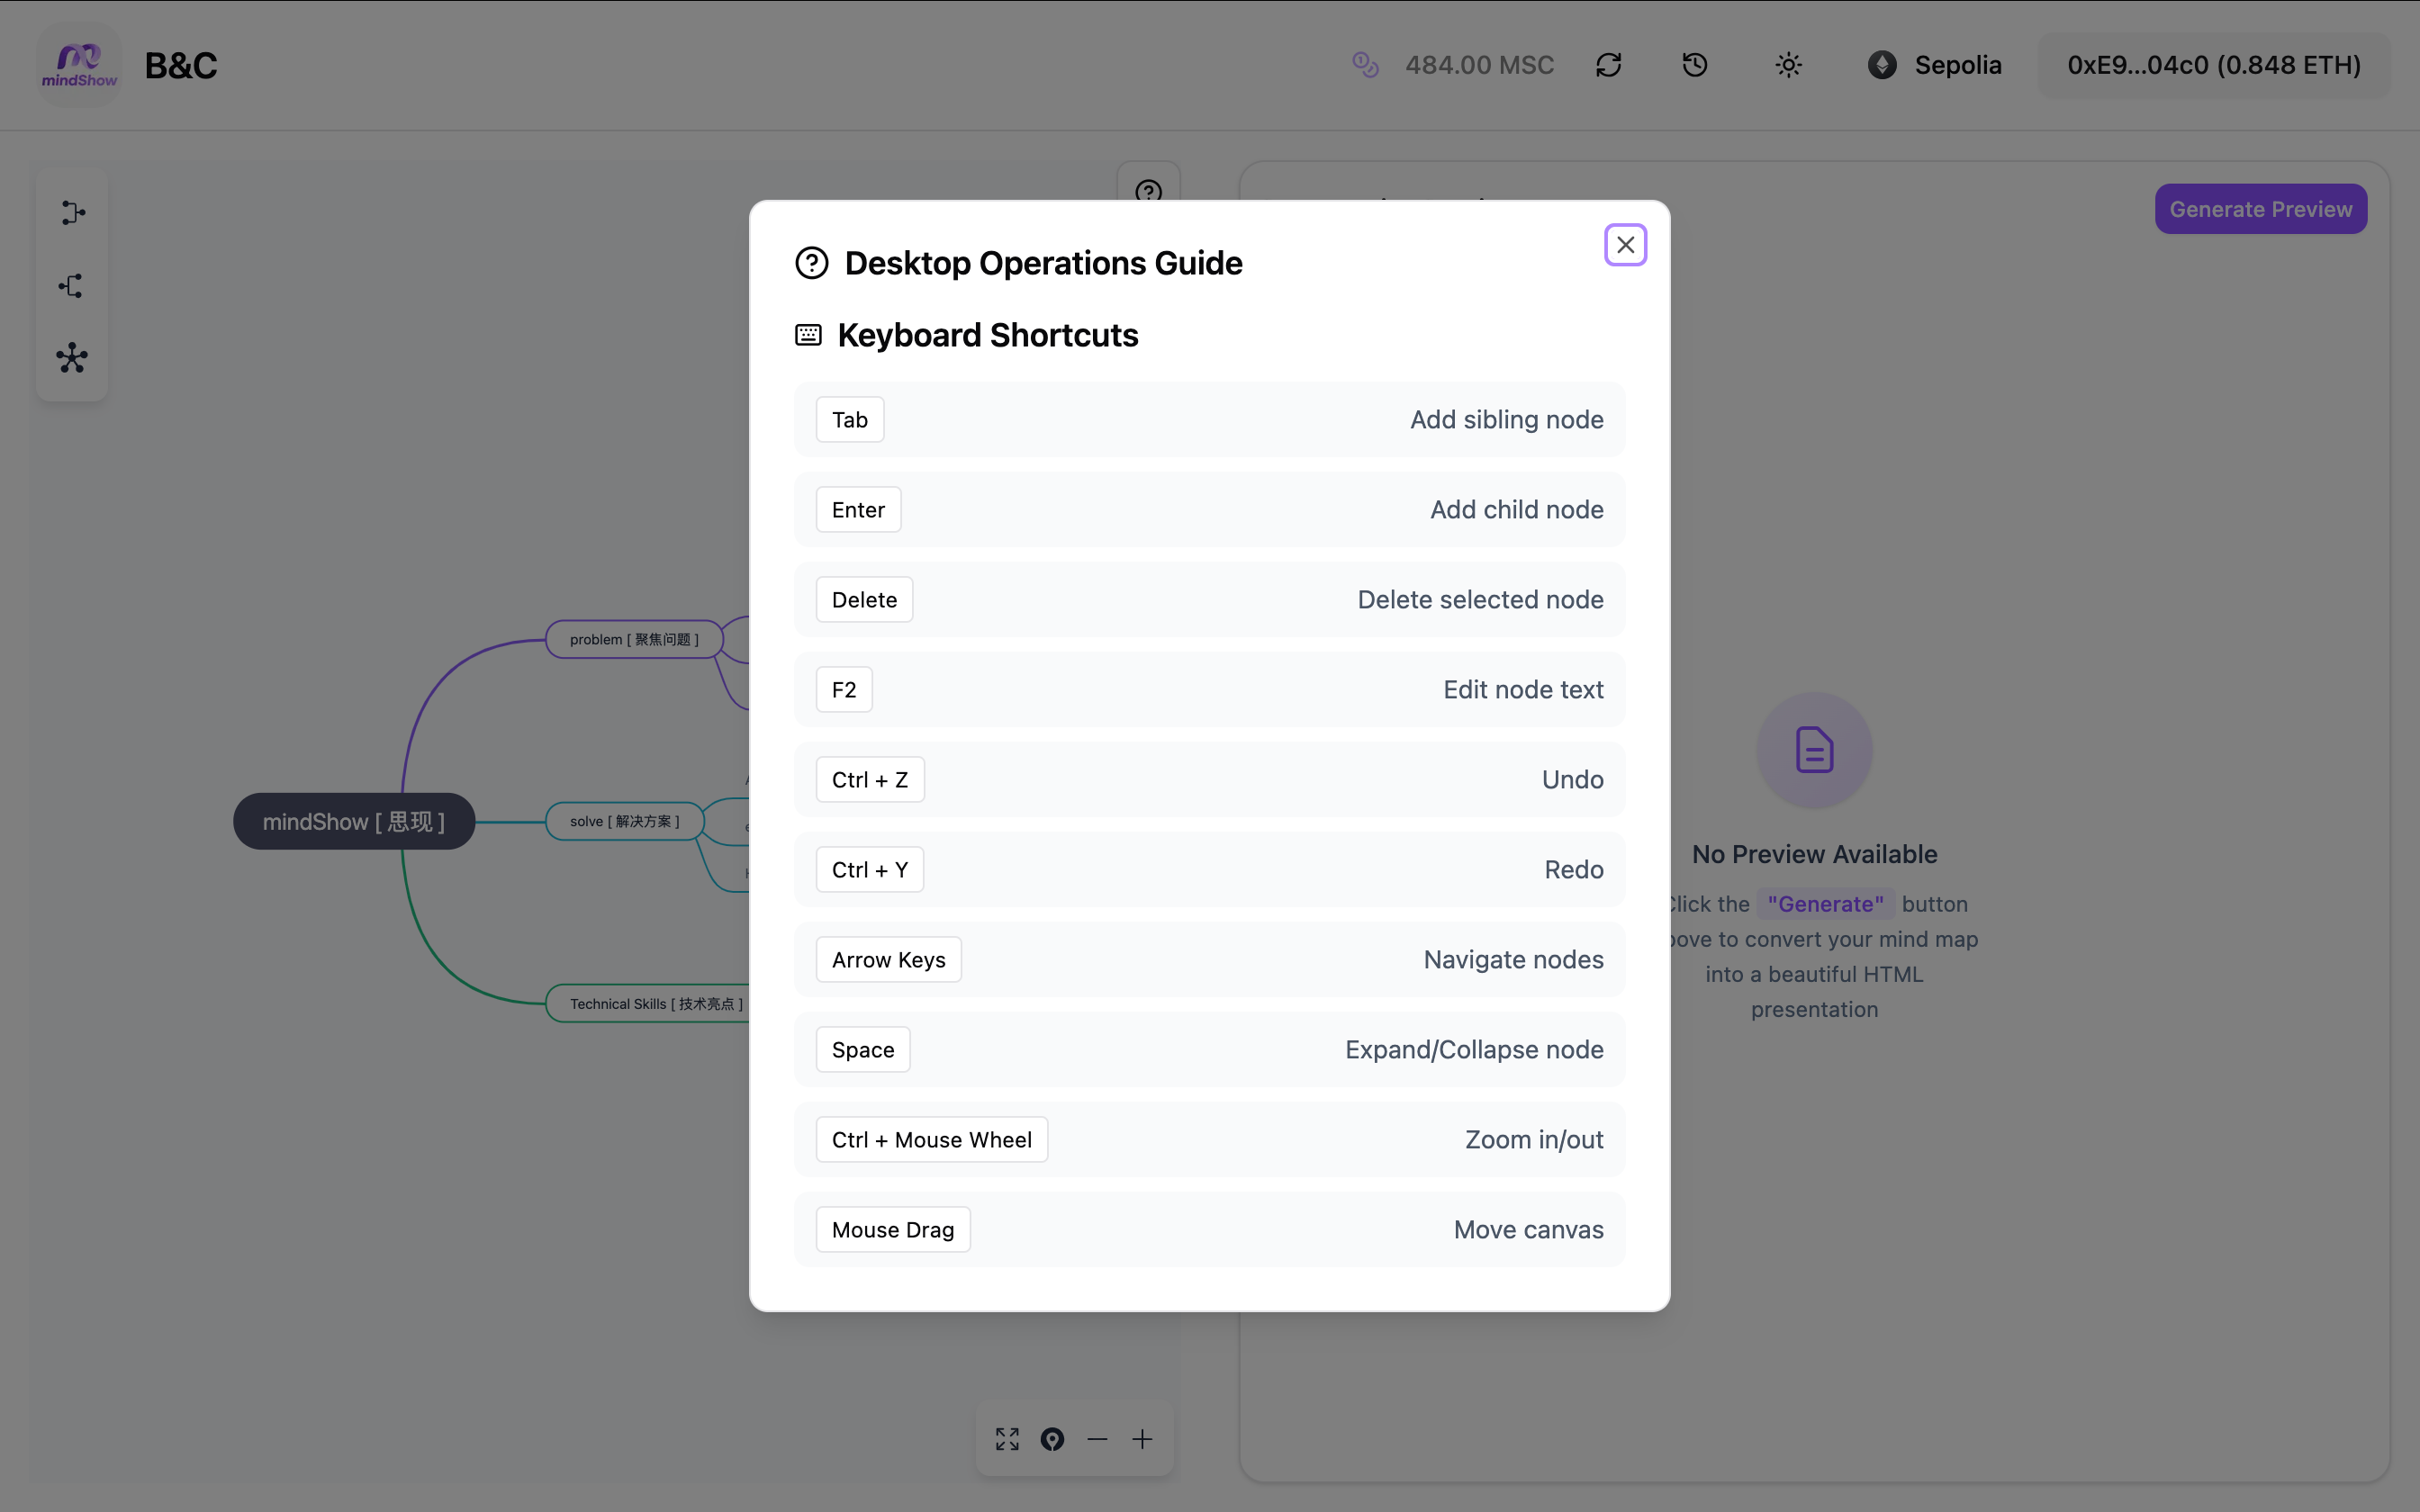 mindShow
B&C
484.00 MSC
Sepolia
0xE9...04c0 (0.848 ETH)
Generate Preview
Desktop Operations Guide
Keyboard Shortcuts
Tab
Add sibling node
Enter
Add child node
Delete
Delete selected node
F2
Edit node text
Ctrl + Z
Undo
Ctrl + Y
Redo
Arrow Keys
Navigate nodes
Space
Expand/Collapse node
Ctrl + Mouse Wheel
Zoom in/out
Mouse Drag
Move canvas
problem [ 聚焦问题 ]
mindShow [ 思现 ]
solve [ 解决方案 ]
Technical Skills [ 技术亮点 ]
No Preview Available
Click the "Generate" button
to convert your mind map
into a beautiful HTML
presentation